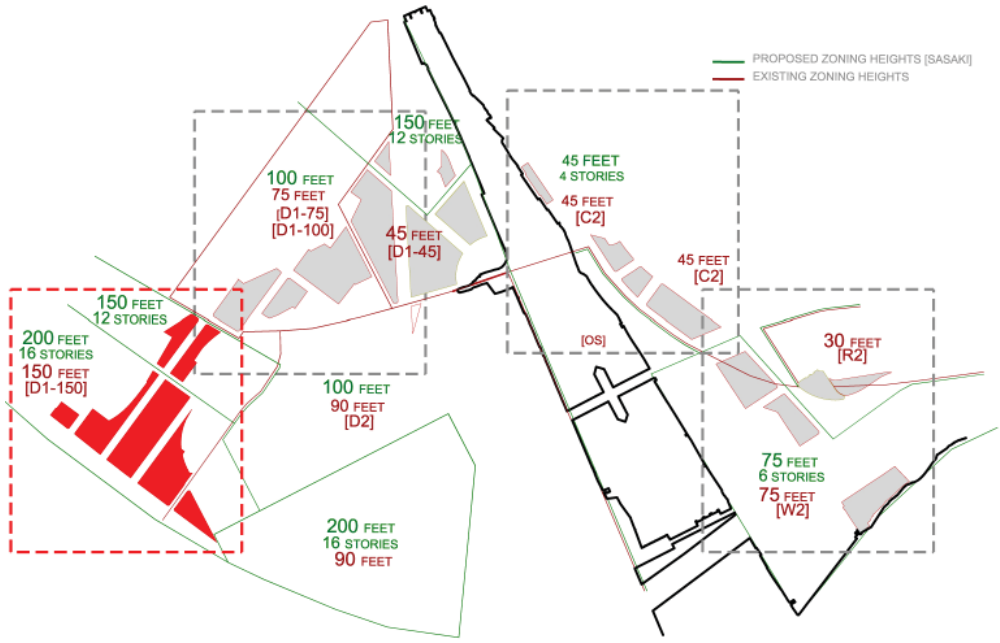 PROPOSED ZONING HEIGHTS [SASAKI]
EXISTING ZONING HEIGHTS
150 FEET
12 STORIES
100 FEET
75 FEET
[D1-75]
[D1-100]
45 FEET
[D1-45]
45 FEET
4 STORIES
45 FEET
[C2]
45 FEET
[C2]
150 FEET
12 STORIES
200 FEET
16 STORIES
150 FEET
[D1-150]
100 FEET
90 FEET
[D2]
[OS]
30 FEET
[R2]
75 FEET
6 STORIES
75 FEET
[W2]
200 FEET
16 STORIES
90 FEET